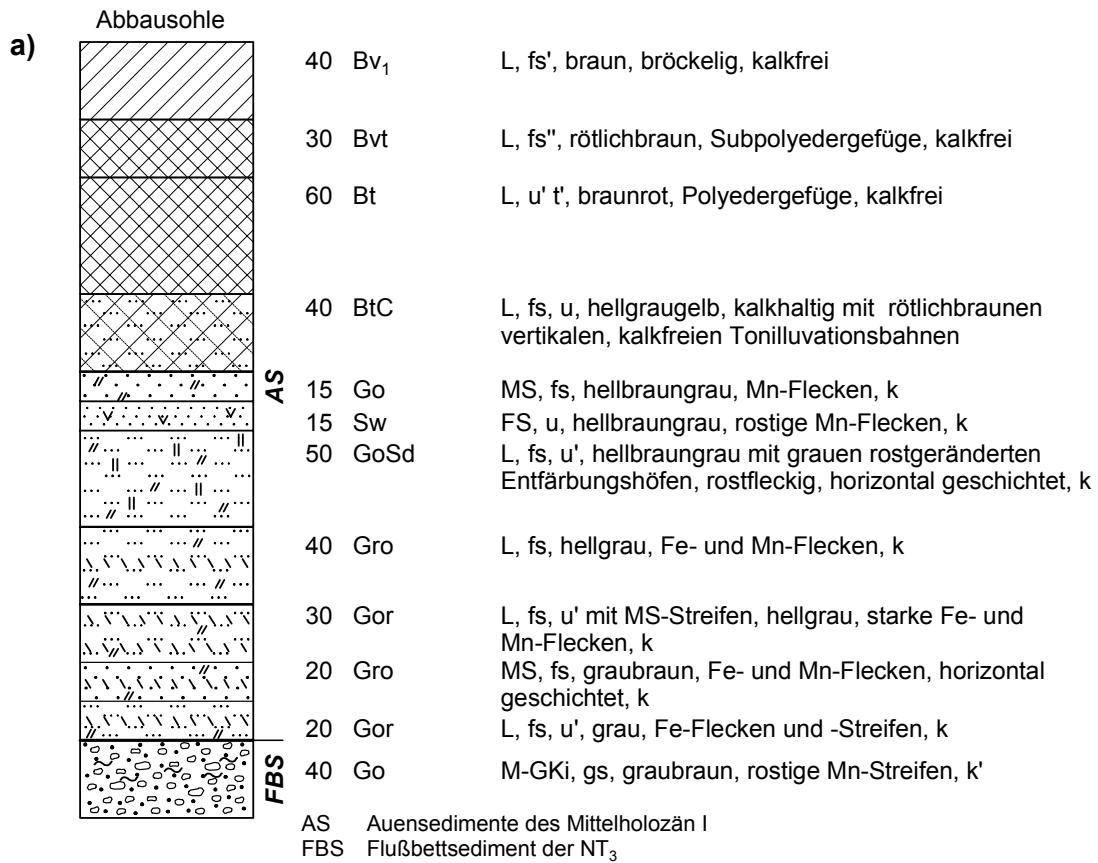 Abbausohle
a)
40 Bv₁ L, fs', braun, bröckelig, kalkfrei
30 Bvt L, fs'', rötlichbraun, Subpolyedergefüge, kalkfrei
60 Bt L, u' t', braunrot, Polyedergefüge, kalkfrei
40 BtC L, fs, u, hellgraugelb, kalkhaltig mit rötlichbraunen
vertikalen, kalkfreien Tonilluvationsbahnen
AS
15 Go MS, fs, hellbraungrau, Mn-Flecken, k
15 Sw FS, u, hellbraungrau, rostige Mn-Flecken, k
50 GoSd L, fs, u', hellbraungrau mit grauen rostgeränderten
Entfärbungshöfen, rostfleckig, horizontal geschichtet, k
40 Gro L, fs, hellgrau, Fe- und Mn-Flecken, k
30 Gor L, fs, u' mit MS-Streifen, hellgrau, starke Fe- und
Mn-Flecken, k
20 Gro MS, fs, graubraun, Fe- und Mn-Flecken, horizontal
geschichtet, k
20 Gor L, fs, u', grau, Fe-Flecken und -Streifen, k
FBS
40 Go M-GKi, gs, graubraun, rostige Mn-Streifen, k'
AS Auensedimente des Mittelholozän I
FBS Flußbettsediment der NT₃